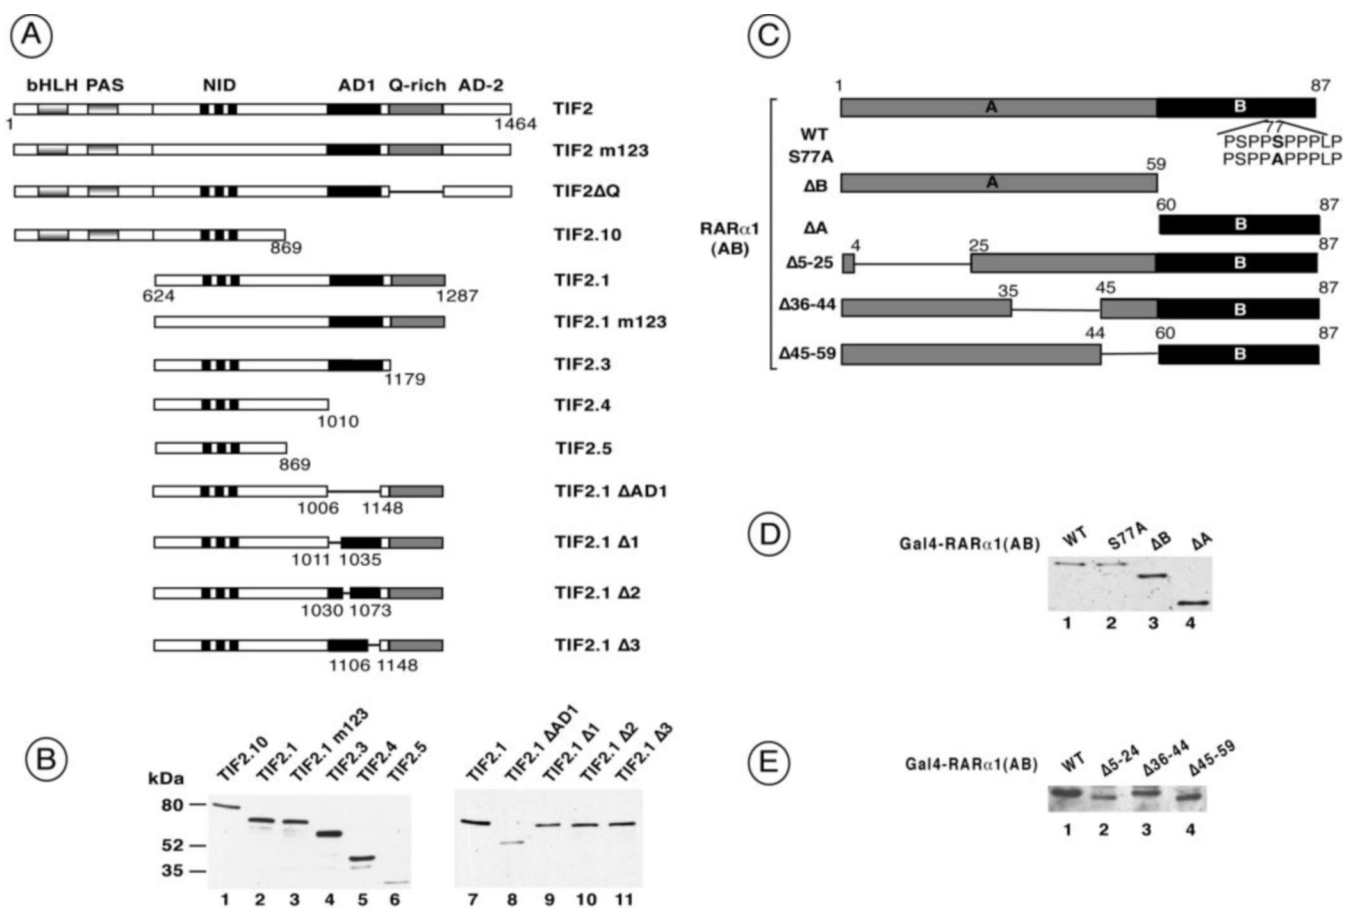 A
bHLH PAS NID AD1 Q-rich AD-2
TIF2
1 1464
TIF2 m123
TIF2ΔQ
TIF2.10
869
TIF2.1
624 1287
TIF2.1 m123
TIF2.3
1179
TIF2.4
1010
TIF2.5
869
TIF2.1 ΔAD1
1006 1148
TIF2.1 Δ1
1011 1035
TIF2.1 Δ2
1030 1073
TIF2.1 Δ3
1106 1148
B
kDa
TIF2.10 TIF2.1 TIF2.1 m123 TIF2.3 TIF2.4 TIF2.5
80
52
35
1 2 3 4 5 6
TIF2.1 TIF2.1 ΔAD1 TIF2.1 Δ1 TIF2.1 Δ2 TIF2.1 Δ3
7 8 9 10 11
C
1 87
A B
77
WT PSPPSPPPLP
S77A PSPPAPPPLP
59
ΔB A
60 87
RARα1
(AB)
ΔA B
4 25 87
Δ5-25 B
35 45 87
Δ36-44 B
44 60 87
Δ45-59 B
D
Gal4-RARα1(AB) WT S77A ΔB ΔA
1 2 3 4
E
Gal4-RARα1(AB) WT Δ5-24 Δ36-44 Δ45-59
1 2 3 4